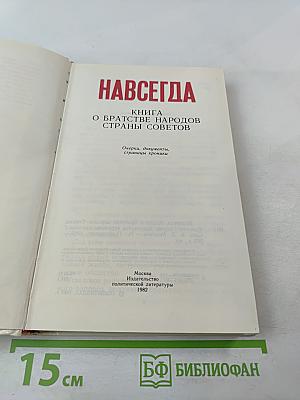 НАВСЕГДА
КНИГА
О БРАТСТВЕ НАРОДОВ
СТРАНЫ СОВЕТОВ
Очерки, документы,
страницы хроники
Москва
Издательство
политической литературы
1982
15 см
БФ БИБЛИОФАН